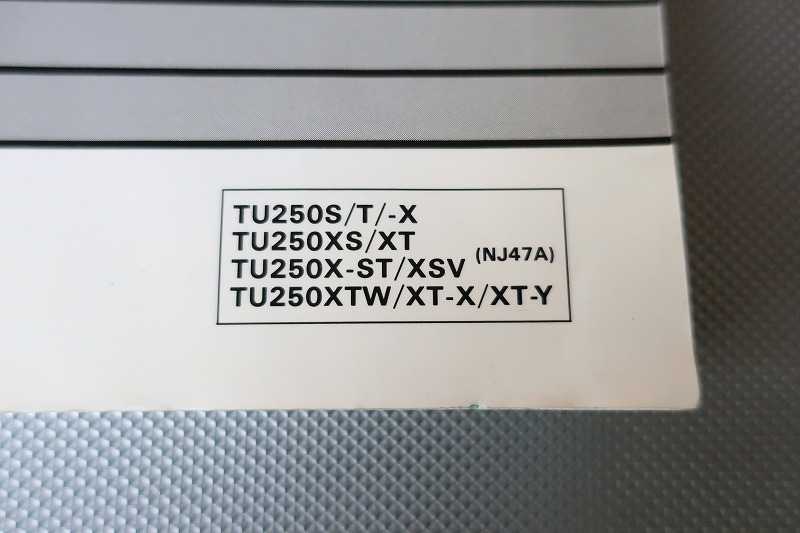 TU250S/T/-X
TU250XS/XT
TU250X-ST/XSV (NJ47A)
TU250XTW/XT-X/XT-Y